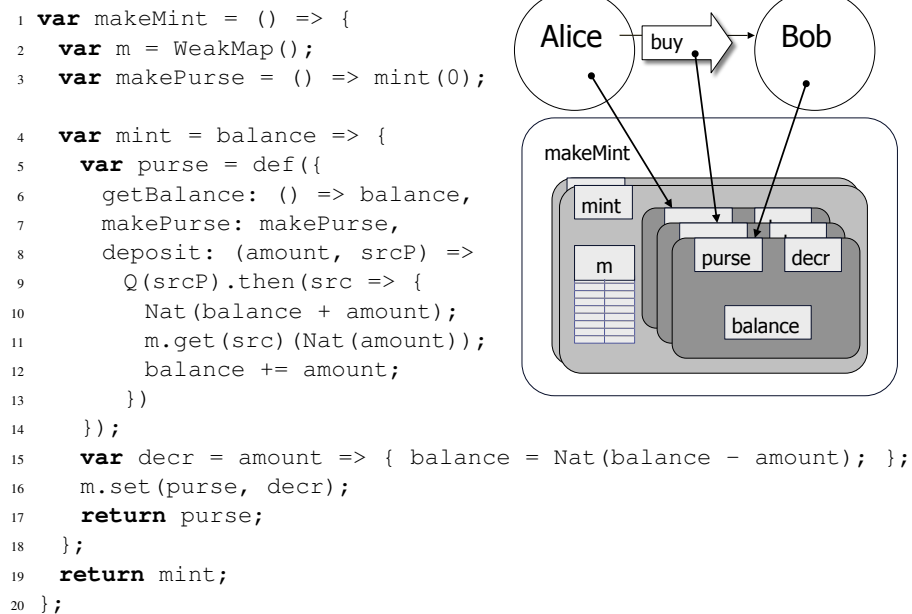 1 var makeMint = () => {
2 var m = WeakMap();
3 var makePurse = () => mint(0);
4 var mint = balance => {
5 var purse = def({
6 getBalance: () => balance,
7 makePurse: makePurse,
8 deposit: (amount, srcP) =>
9 Q(srcP).then(src => {
10 Nat(balance + amount);
11 m.get(src)(Nat(amount));
12 balance += amount;
13 })
14 });
15 var decr = amount => { balance = Nat(balance - amount); };
16 m.set(purse, decr);
17 return purse;
18 };
19 return mint;
20 };
Alice
buy
Bob
makeMint
mint
m
purse
decr
balance